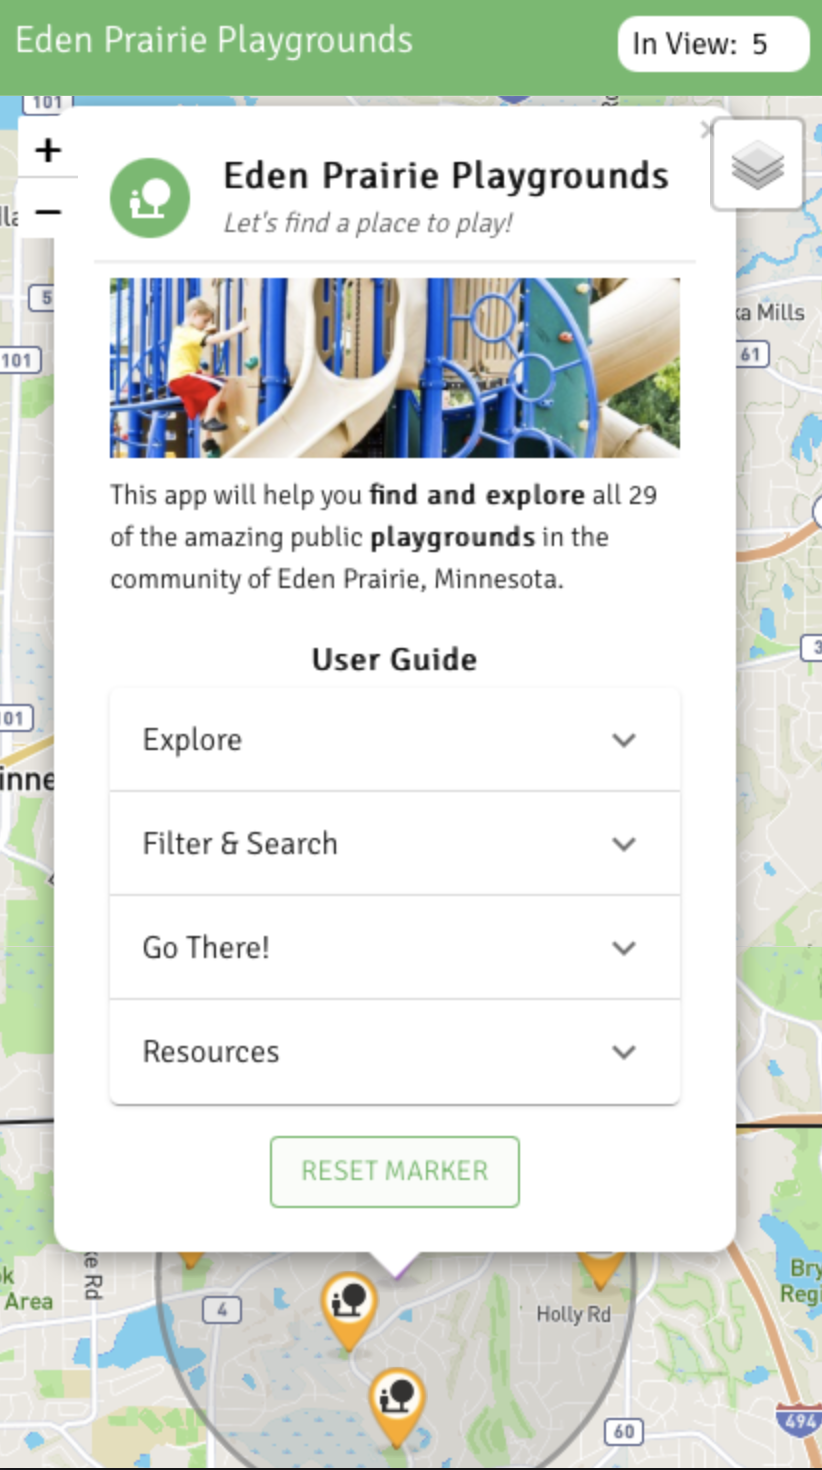 Eden Prairie Playgrounds
In View: 5
101
+
−
Eden Prairie Playgrounds
Let's find a place to play!
5
ka Mills
101
61
This app will help you find and explore all 29
of the amazing public playgrounds in the
community of Eden Prairie, Minnesota.
3
User Guide
101
Explore
inne
Filter & Search
Go There!
Resources
RESET MARKER
ke Rd
k
Area
Bry
Regi
4
Holly Rd
494
60